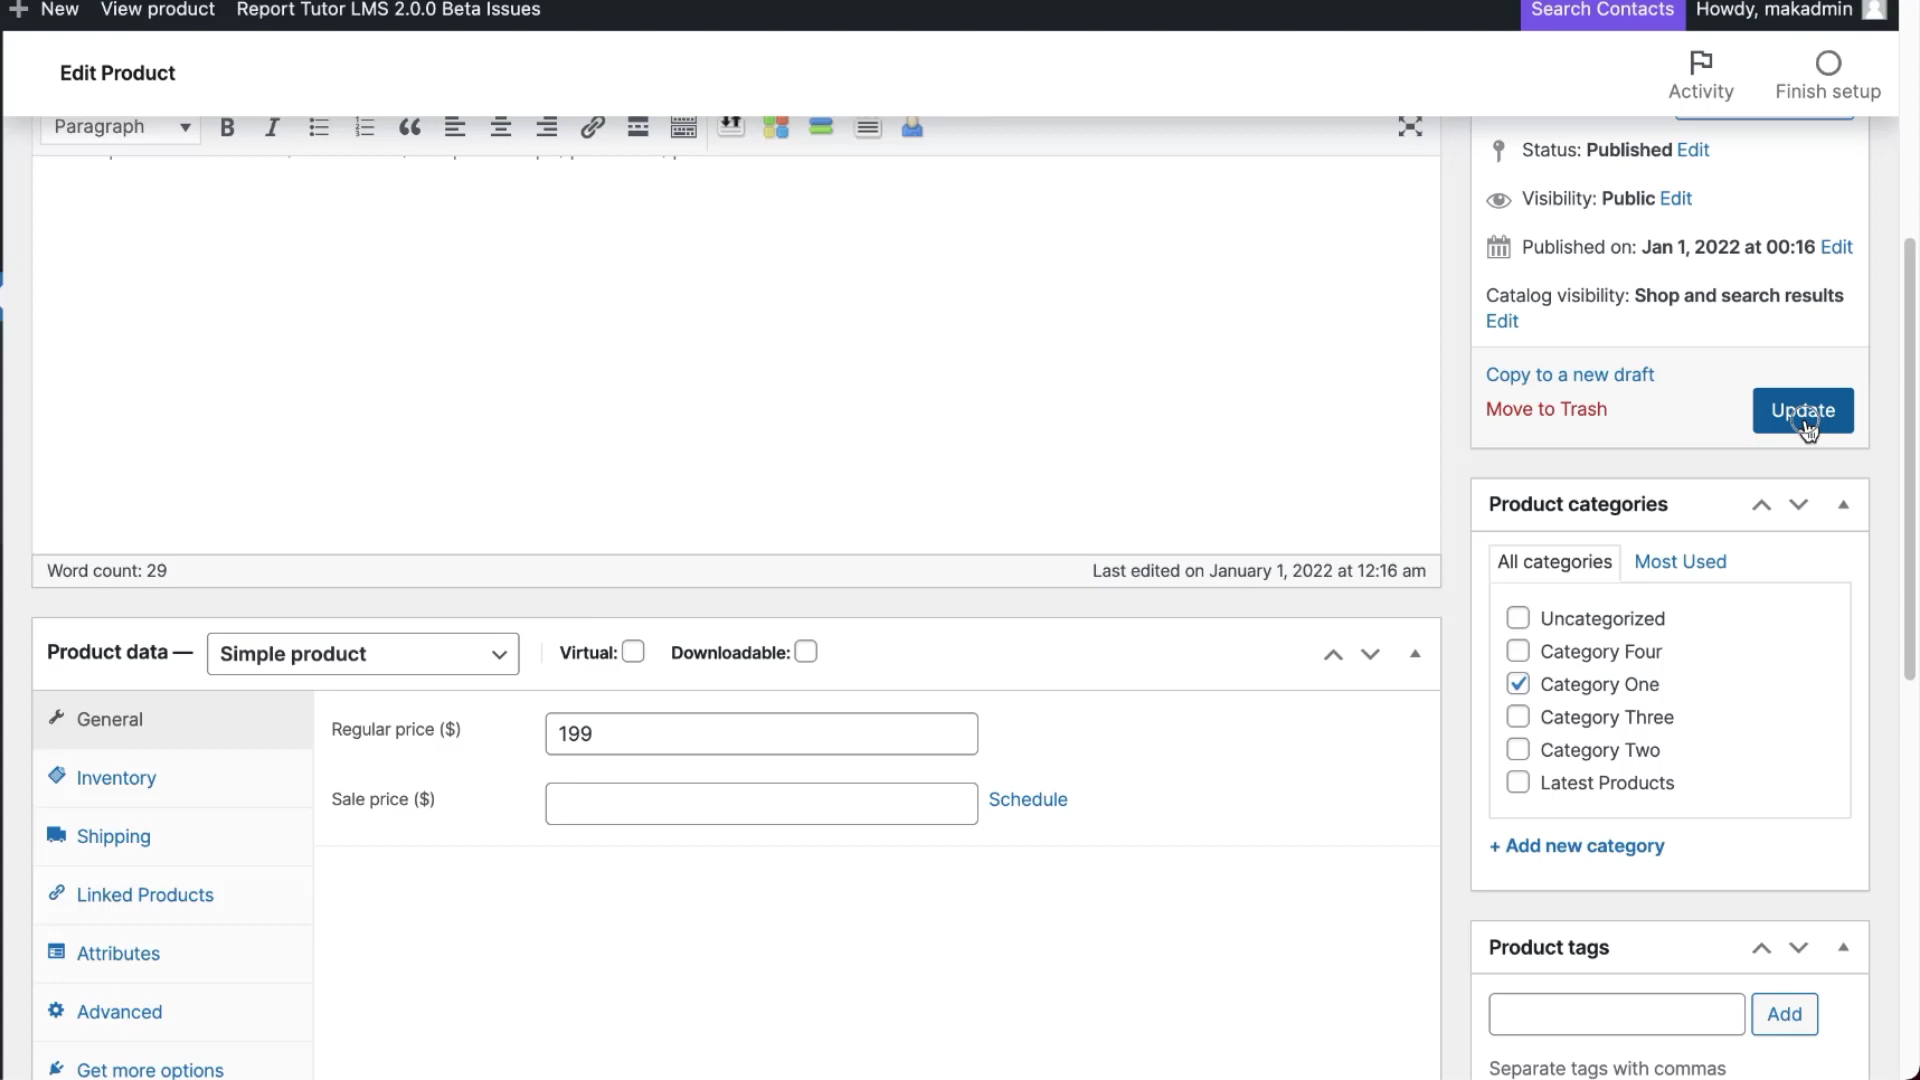 New View product Report Tutor LMS 2.0.0 Beta Issues Search Contacts Howdy, makadmin
Edit Product
Activity Finish setup
Paragraph
Status: Published Edit
Visibility: Public Edit
Published on: Jan 1, 2022 at 00:16 Edit
Catalog visibility: Shop and search results
Edit
Copy to a new draft
Move to Trash Update
Word count: 29 Last edited on January 1, 2022 at 12:16 am
Product categories
All categories Most Used
Uncategorized
Category Four
Category One
Category Three
Category Two
Latest Products
+ Add new category
Product data — Simple product Virtual: Downloadable:
General
Inventory
Shipping
Linked Products
Attributes
Advanced
Get more options
Regular price ($) 199
Sale price ($) Schedule
Product tags
Add
Separate tags with commas